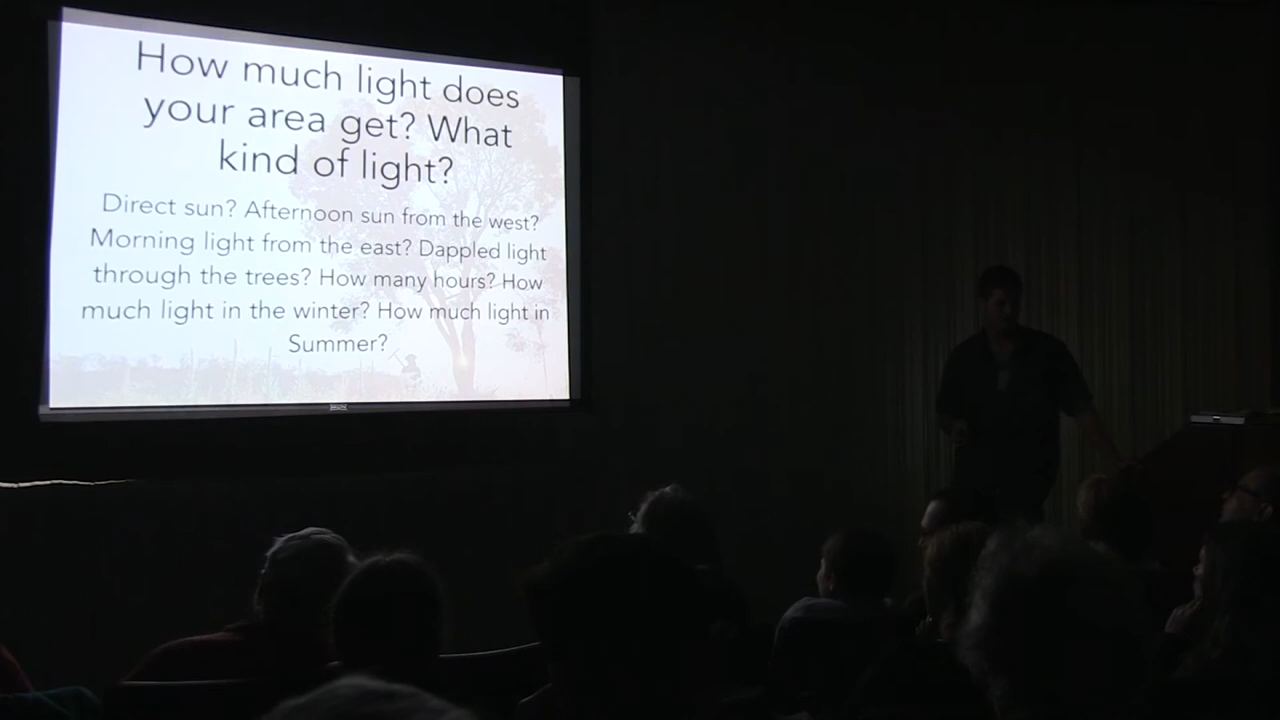 How much light does
your area get? What
kind of light?
Direct sun? Afternoon sun from the west?
Morning light from the east? Dappled light
through the trees? How many hours? How
much light in the winter? How much light in
Summer?